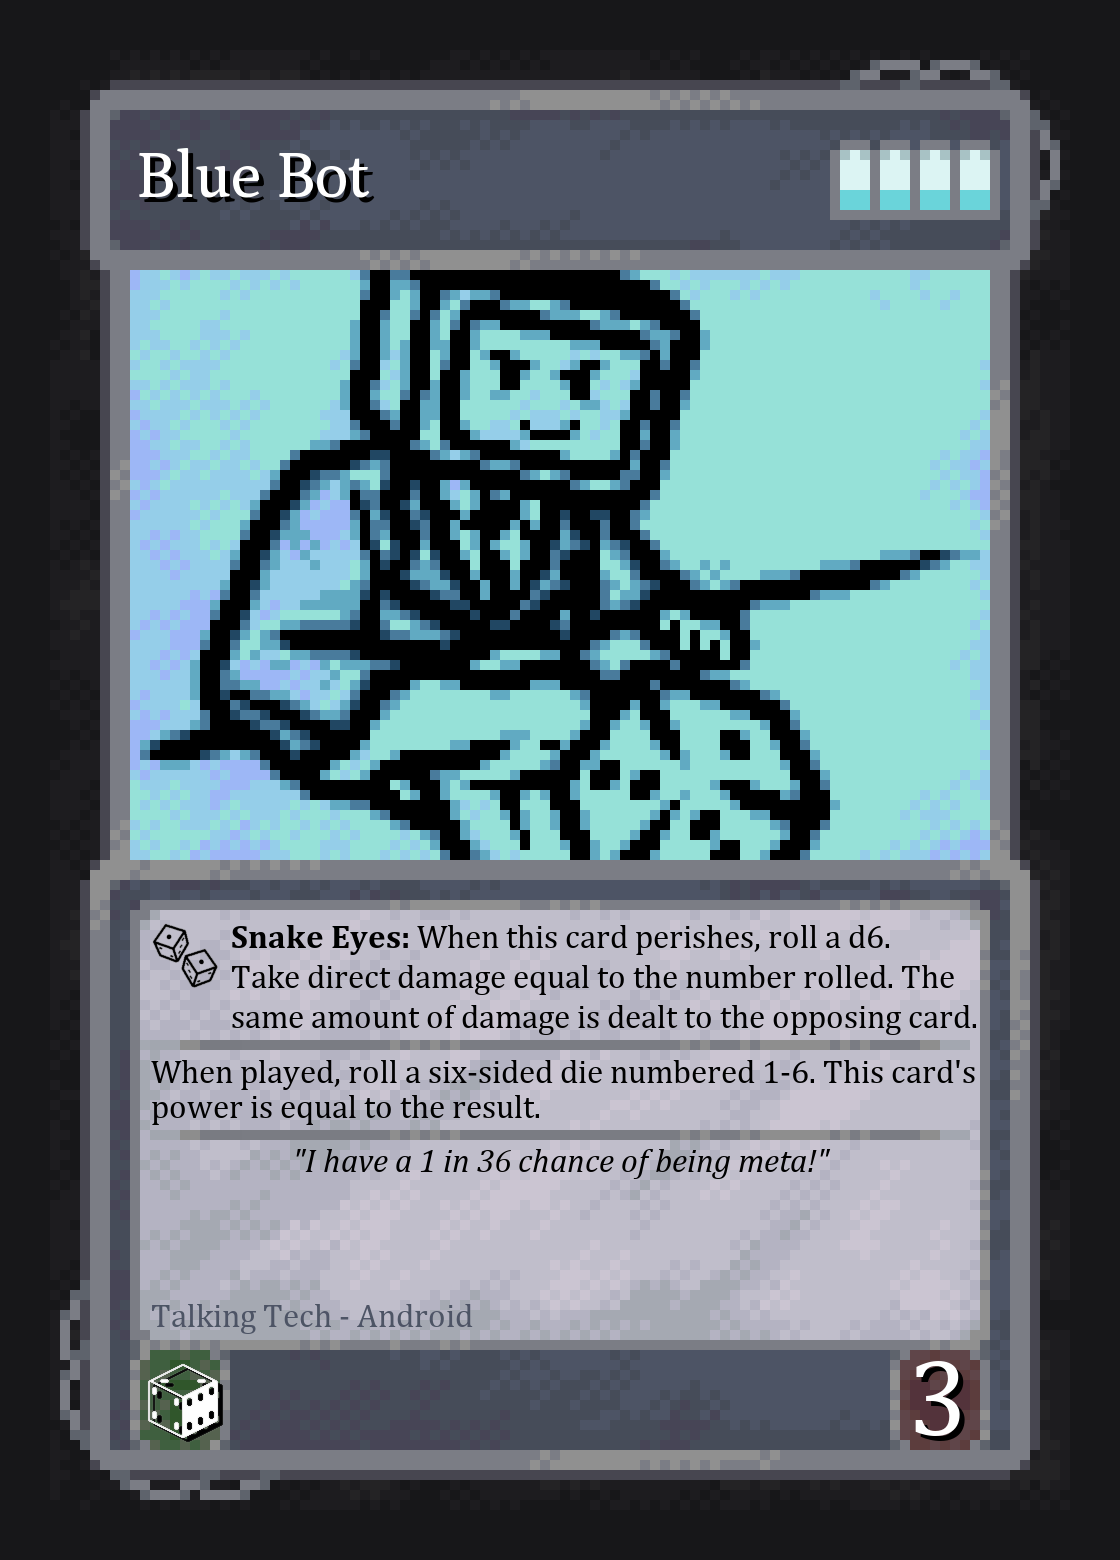 Blue Bot
Snake Eyes: When this card perishes, roll a d6.
Take direct damage equal to the number rolled. The
same amount of damage is dealt to the opposing card.
When played, roll a six-sided die numbered 1-6. This card's
power is equal to the result.
"I have a 1 in 36 chance of being meta!"
Talking Tech - Android
3